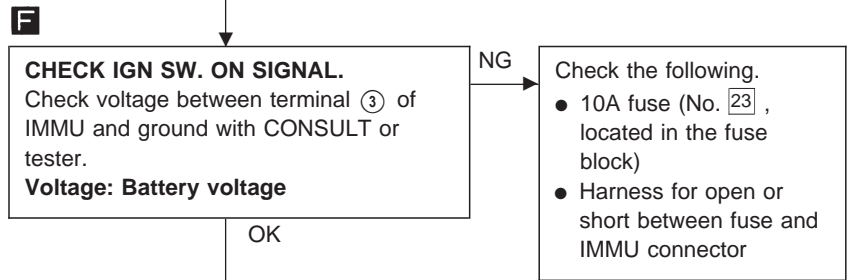 F
CHECK IGN SW. ON SIGNAL.
Check voltage between terminal ③ of
IMMU and ground with CONSULT or
tester.
Voltage: Battery voltage
NG
OK
Check the following.
● 10A fuse (No. 23 ,
located in the fuse
block)
● Harness for open or
short between fuse and
IMMU connector